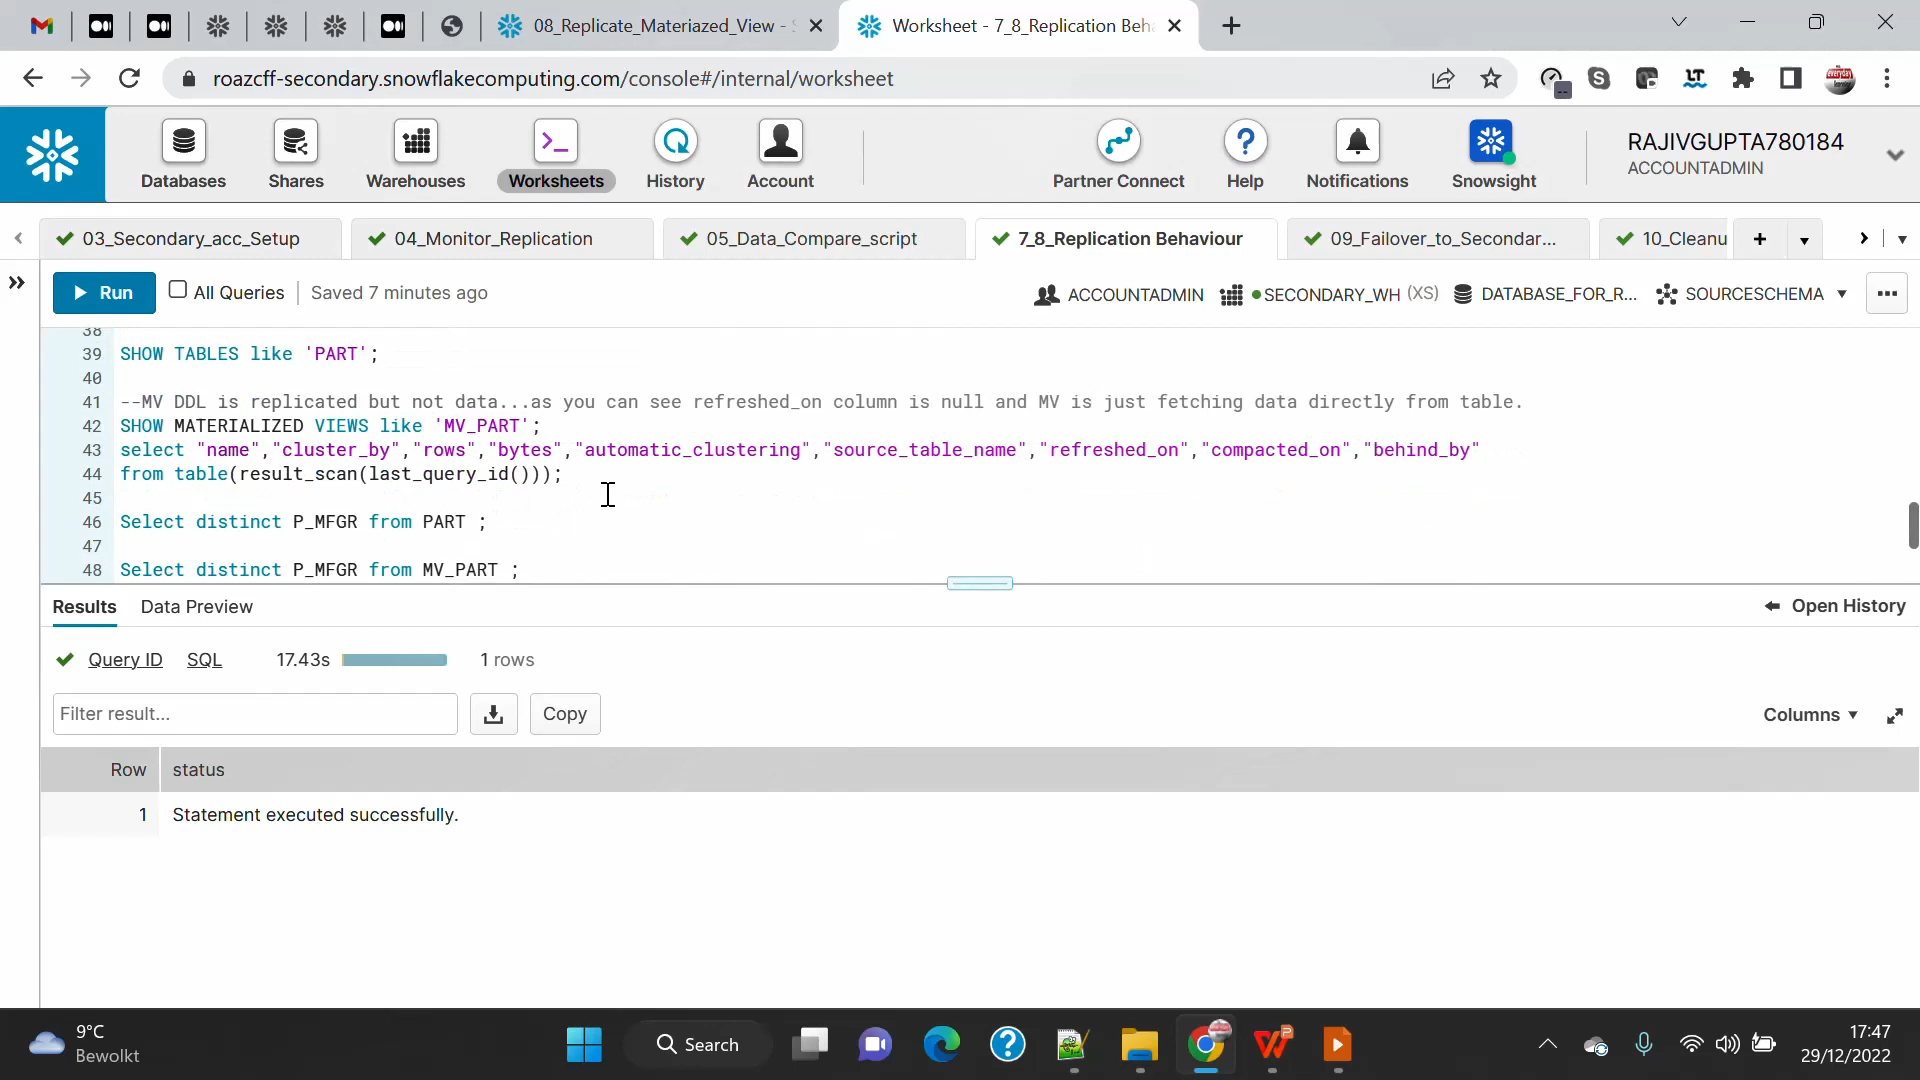 08_Replicate_Materiazed_View - S
Worksheet - 7_8_Replication Beha
roazcff-secondary.snowflakecomputing.com/console#/internal/worksheet
Databases
Shares
Warehouses
Worksheets
History
Account
Partner Connect
Help
Notifications
Snowsight
RAJIVGUPTA780184
ACCOUNTADMIN
03_Secondary_acc_Setup
04_Monitor_Replication
05_Data_Compare_script
7_8_Replication Behaviour
09_Failover_to_Secondar...
10_Cleanu
Run
All Queries
Saved 7 minutes ago
ACCOUNTADMIN
SECONDARY_WH (XS)
DATABASE_FOR_R...
SOURCESCHEMA
38
39 SHOW TABLES like 'PART';
40
41 --MV DDL is replicated but not data...as you can see refreshed_on column is null and MV is just fetching data directly from table.
42 SHOW MATERIALIZED VIEWS like 'MV_PART';
43 select "name","cluster_by","rows","bytes","automatic_clustering","source_table_name","refreshed_on","compacted_on","behind_by"
44 from table(result_scan(last_query_id()));
45
46 Select distinct P_MFGR from PART ;
47
48 Select distinct P_MFGR from MV_PART ;
Results
Data Preview
Open History
Query ID
SQL
17.43s
1 rows
Filter result...
Copy
Columns
Row status
1 Statement executed successfully.
9°C
Bewolkt
Search
17:47
29/12/2022